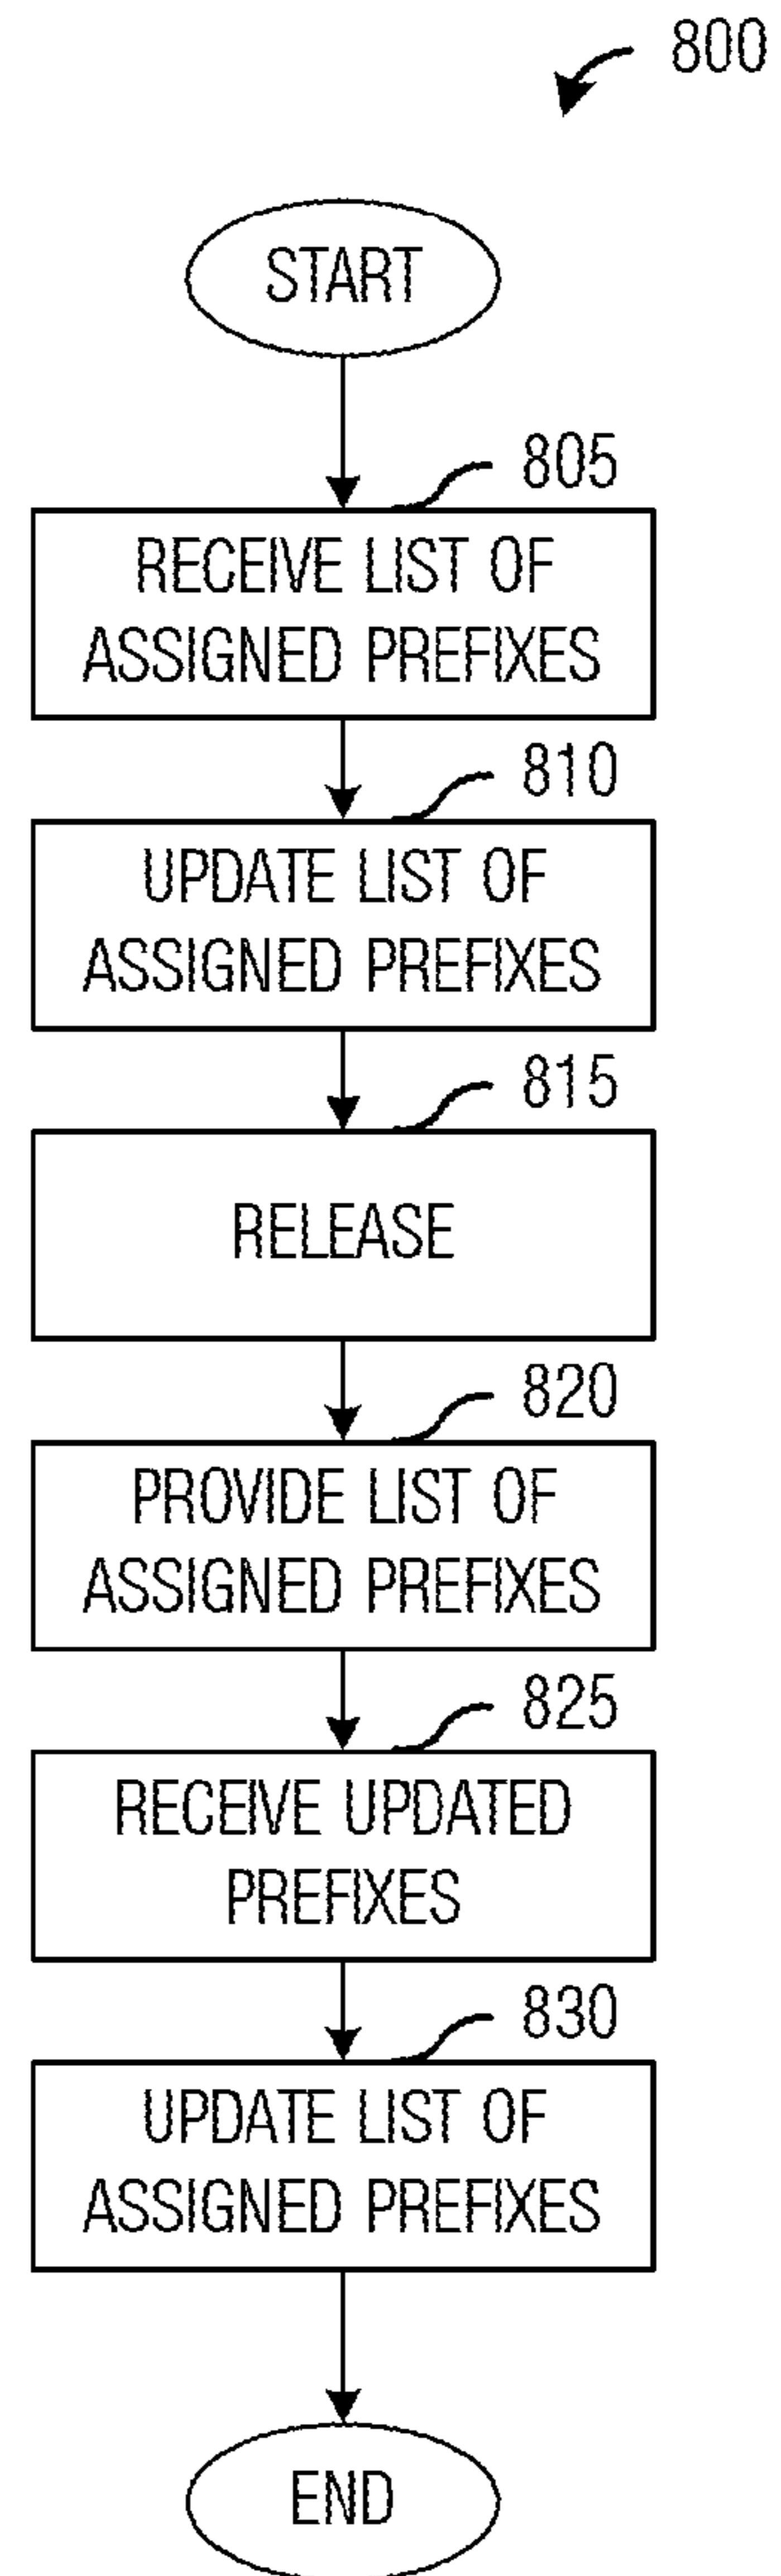 800
START
805
RECEIVE LIST OF
ASSIGNED PREFIXES
810
UPDATE LIST OF
ASSIGNED PREFIXES
815
RELEASE
820
PROVIDE LIST OF
ASSIGNED PREFIXES
825
RECEIVE UPDATED
PREFIXES
830
UPDATE LIST OF
ASSIGNED PREFIXES
END